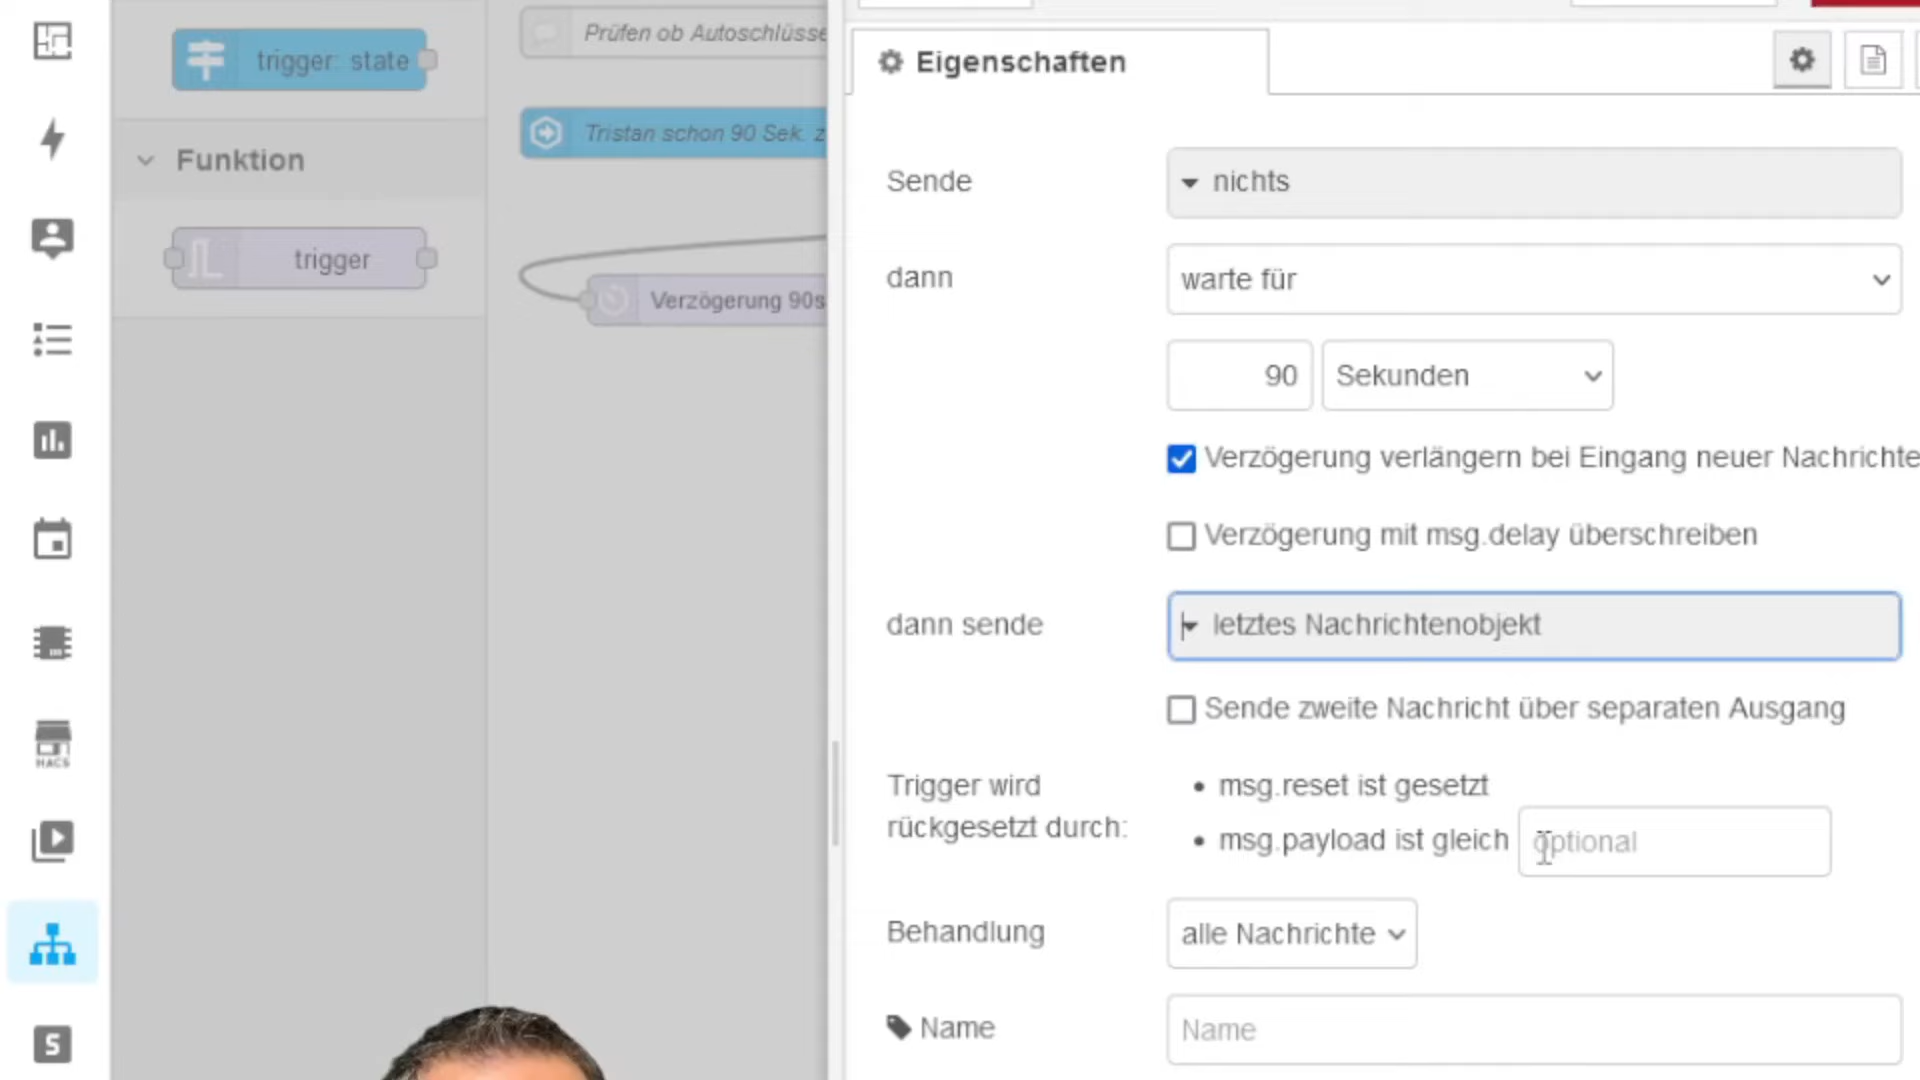 trigger: state
Prüfen ob Autoschlüsse
Funktion
Tristan schon 90 Sek. z
trigger
Verzögerung 90s
Eigenschaften
Sende
nichts
dann
warte für
90
Sekunden
Verzögerung verlängern bei Eingang neuer Nachrichte
Verzögerung mit msg.delay überschreiben
dann sende
letztes Nachrichtenobjekt
Sende zweite Nachricht über separaten Ausgang
Trigger wird
rückgesetzt durch:
msg.reset ist gesetzt
msg.payload ist gleich
optional
Behandlung
alle Nachrichte
Name
Name
HACS
S